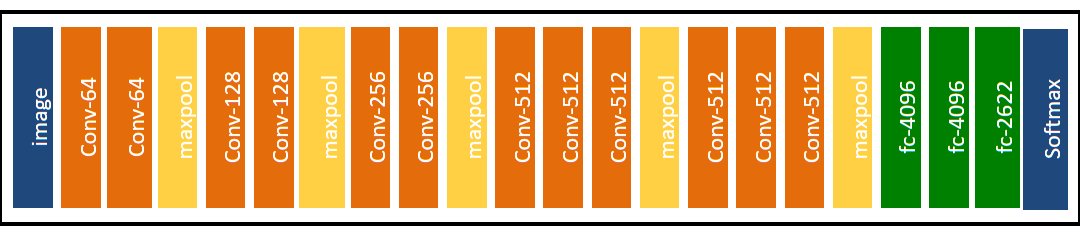 image
Conv-64
Conv-64
maxpool
Conv-128
Conv-128
maxpool
Conv-256
Conv-256
maxpool
Conv-512
Conv-512
Conv-512
maxpool
Conv-512
Conv-512
Conv-512
maxpool
fc-4096
fc-4096
fc-2622
Softmax